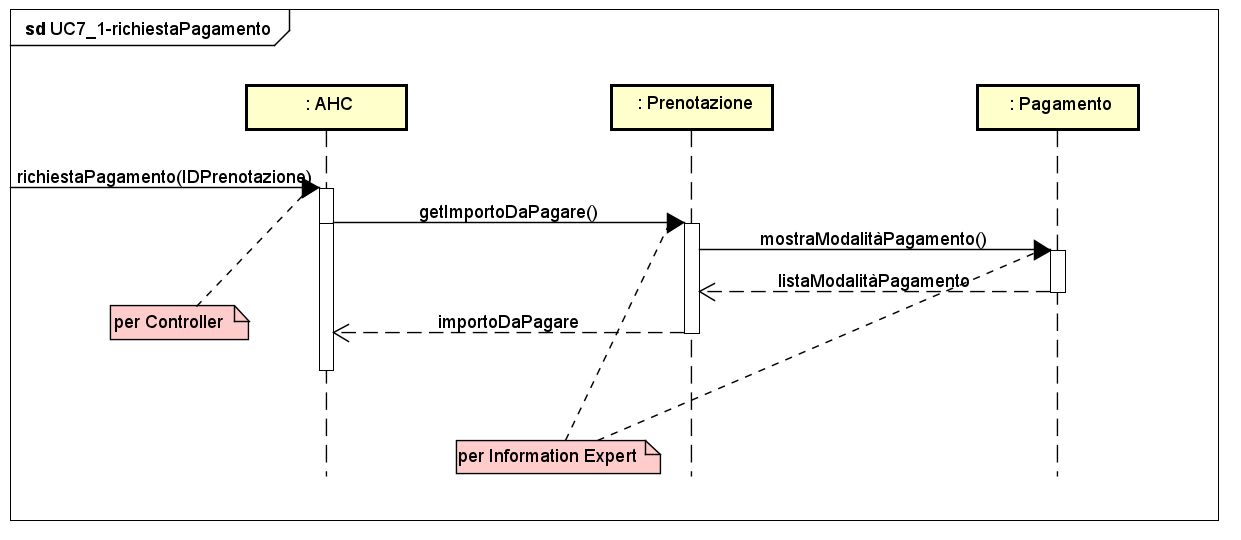 sd UC7_1-richiestaPagamento
: AHC
: Prenotazione
: Pagamento
richiestaPagamento(IDPrenotazione)
getImportoDaPagare()
mostraModalitàPagamento()
listaModalitàPagamento
importoDaPagare
per Controller
per Information Expert